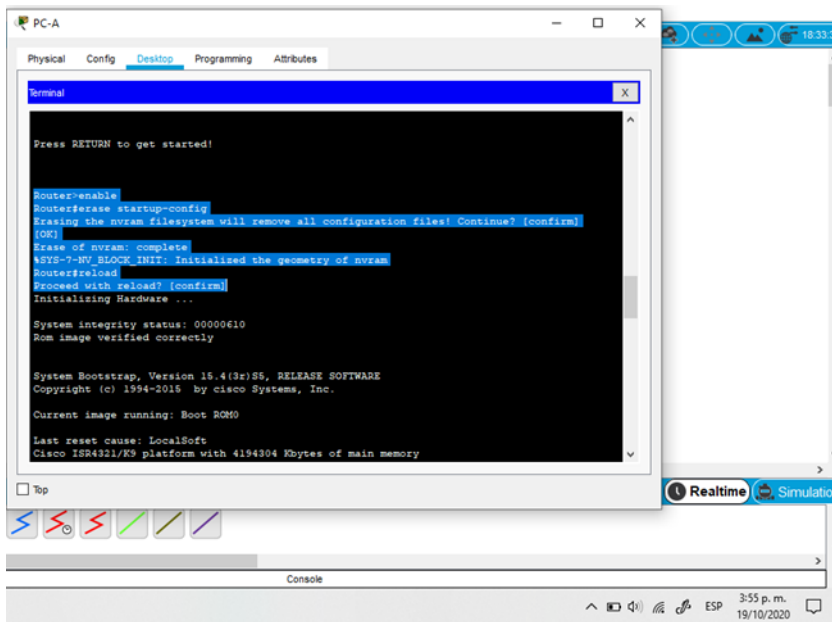 PC-A
18:33:3
Physical Config Desktop Programming Attributes
Terminal
X
Press RETURN to get started!
Router>enable
Router#erase startup-config
Erasing the nvram filesystem will remove all configuration files! Continue? [confirm]
[OK]
Erase of nvram: complete
%SYS-7-NV_BLOCK_INIT: Initialized the geometry of nvram
Router#reload
Proceed with reload? [confirm]
Initializing Hardware ...
System integrity status: 00000610
Rom image verified correctly
System Bootstrap, Version 15.4(3r)S5, RELEASE SOFTWARE
Copyright (c) 1994-2015 by cisco Systems, Inc.
Current image running: Boot ROM0
Last reset cause: LocalSoft
Cisco ISR4321/K9 platform with 4194304 Kbytes of main memory
Top
Realtime Simulatio
Console
ESP
3:55 p. m.
19/10/2020